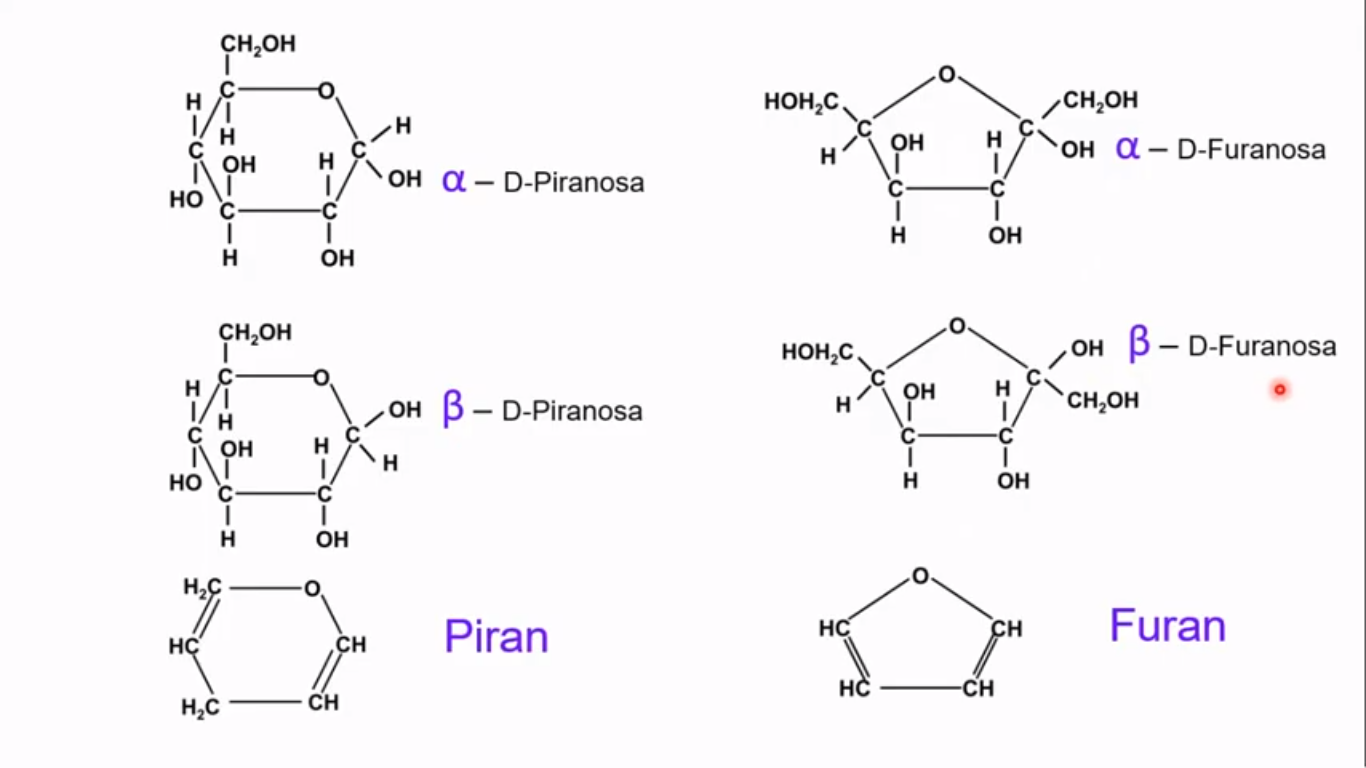 CH₂OH
C
O
H
H
C
C
H
OH
OH
H
HO
C
C
H
OH
α – D-Piranosa
O
HOH₂C
CH₂OH
C
C
H
OH
H
OH
C
C
H
OH
α – D-Furanosa
CH₂OH
C
O
H
H
C
C
OH
H
OH
H
HO
C
C
H
OH
β – D-Piranosa
O
HOH₂C
OH
C
C
H
OH
H
CH₂OH
C
C
H
OH
β – D-Furanosa
H₂C
O
HC
CH
H₂C
CH
Piran
O
HC
CH
HC
CH
Furan